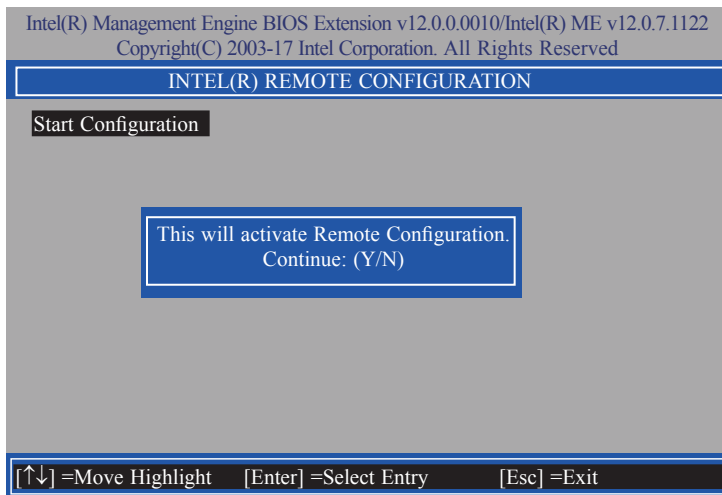 Intel(R) Management Engine BIOS Extension v12.0.0.0010/Intel(R) ME v12.0.7.1122
Copyright(C) 2003-17 Intel Corporation. All Rights Reserved
INTEL(R) REMOTE CONFIGURATION
Start Configuration
This will activate Remote Configuration.
Continue: (Y/N)
[↑↓] =Move Highlight [Enter] =Select Entry [Esc] =Exit